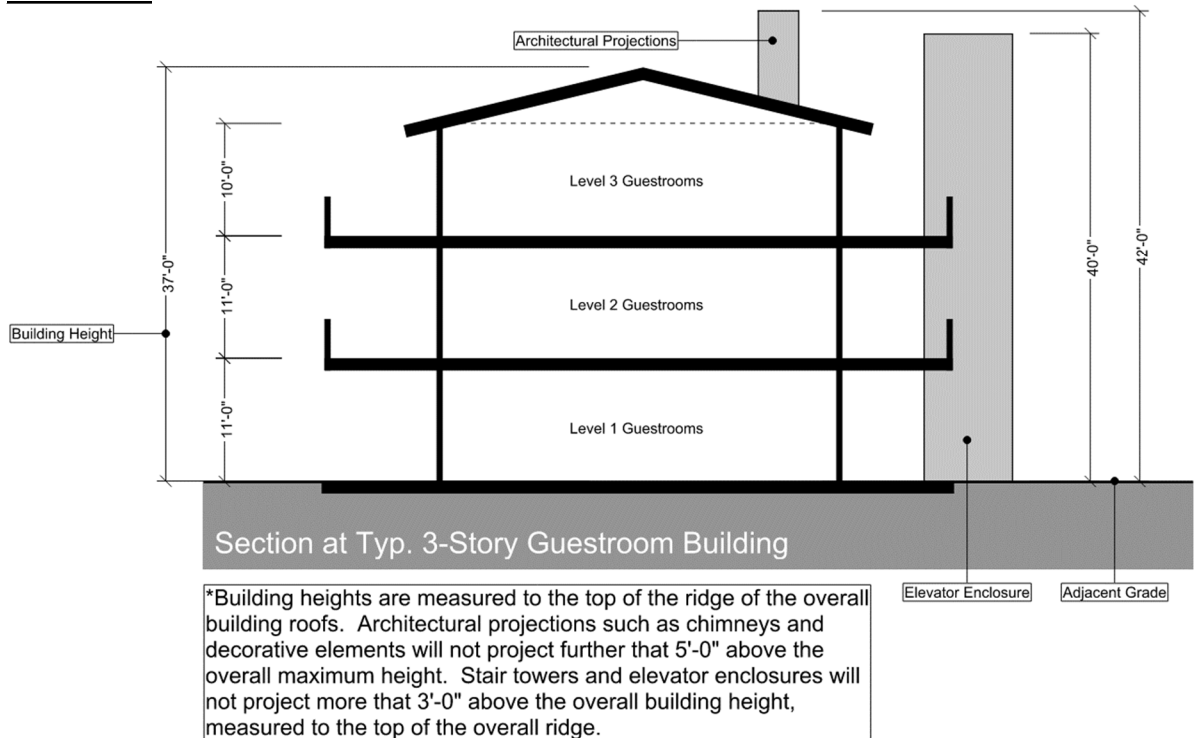 Architectural Projections
10'-0"
Level 3 Guestrooms
37'-0"
11'-0"
Level 2 Guestrooms
40'-0"
42'-0"
Building Height
11'-0"
Level 1 Guestrooms
Section at Typ. 3-Story Guestroom Building
Elevator Enclosure
Adjacent Grade
*Building heights are measured to the top of the ridge of the overall
building roofs. Architectural projections such as chimneys and
decorative elements will not project further that 5'-0" above the
overall maximum height. Stair towers and elevator enclosures will
not project more that 3'-0" above the overall building height,
measured to the top of the overall ridge.